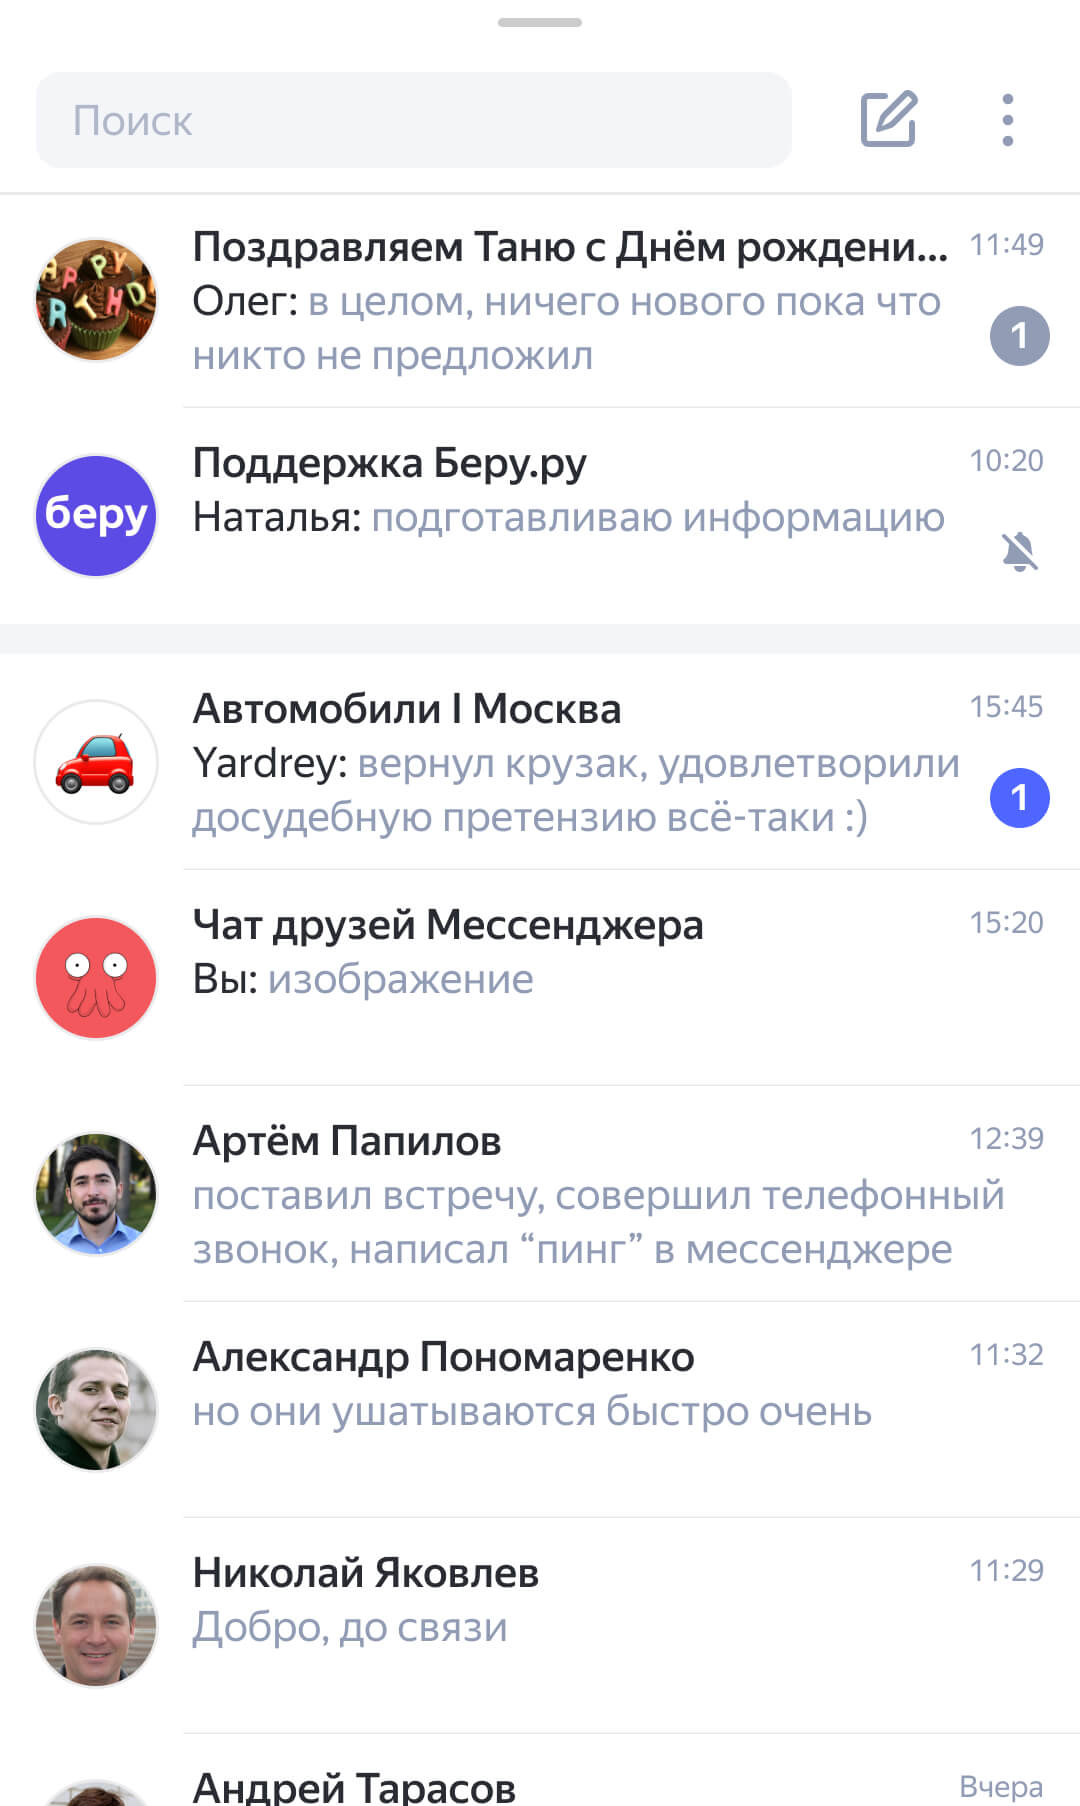 Поиск
Поздравляем Таню с Днём рождени...
11:49
Олег: в целом, ничего нового пока что
никто не предложил
1
беру
Поддержка Беру.ру
10:20
Наталья: подготавливаю информацию
Автомобили | Москва
15:45
Yardrey: вернул крузак, удовлетворили
досудебную претензию всё-таки :)
1
Чат друзей Мессенджера
15:20
Вы: изображение
Артём Папилов
12:39
поставил встречу, совершил телефонный
звонок, написал “пинг” в мессенджере
Александр Пономаренко
11:32
но они ушатываются быстро очень
Николай Яковлев
11:29
Добро, до связи
Андрей Тарасов
Вчера